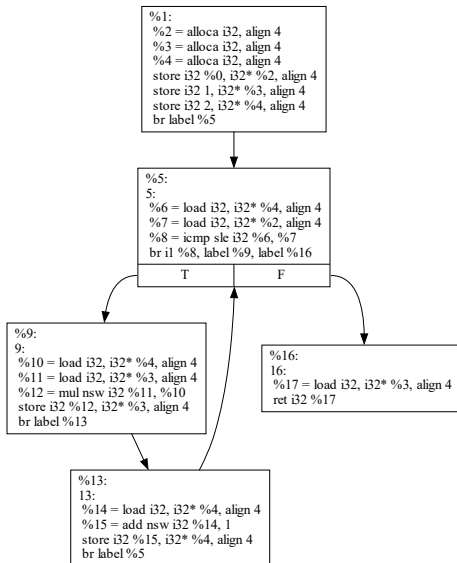 %1:
%2 = alloca i32, align 4
%3 = alloca i32, align 4
%4 = alloca i32, align 4
store i32 %0, i32* %2, align 4
store i32 1, i32* %3, align 4
store i32 2, i32* %4, align 4
br label %5
%5:
5:
%6 = load i32, i32* %4, align 4
%7 = load i32, i32* %2, align 4
%8 = icmp sle i32 %6, %7
br i1 %8, label %9, label %16
T F
%9:
9:
%10 = load i32, i32* %4, align 4
%11 = load i32, i32* %3, align 4
%12 = mul nsw i32 %11, %10
store i32 %12, i32* %3, align 4
br label %13
%16:
16:
%17 = load i32, i32* %3, align 4
ret i32 %17
%13:
13:
%14 = load i32, i32* %4, align 4
%15 = add nsw i32 %14, 1
store i32 %15, i32* %4, align 4
br label %5